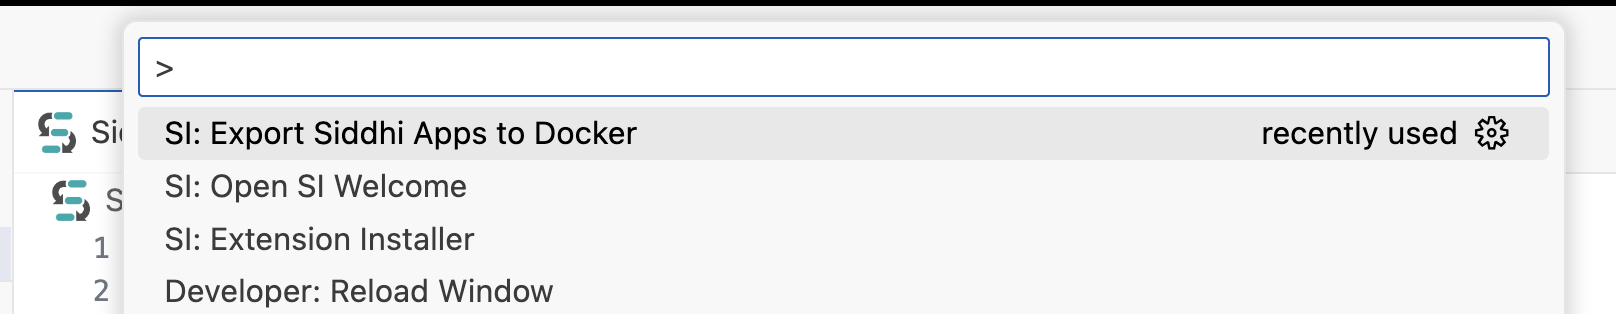 >
SI: Export Siddhi Apps to Docker recently used
SI: Open SI Welcome
SI: Extension Installer
Developer: Reload Window
1
2